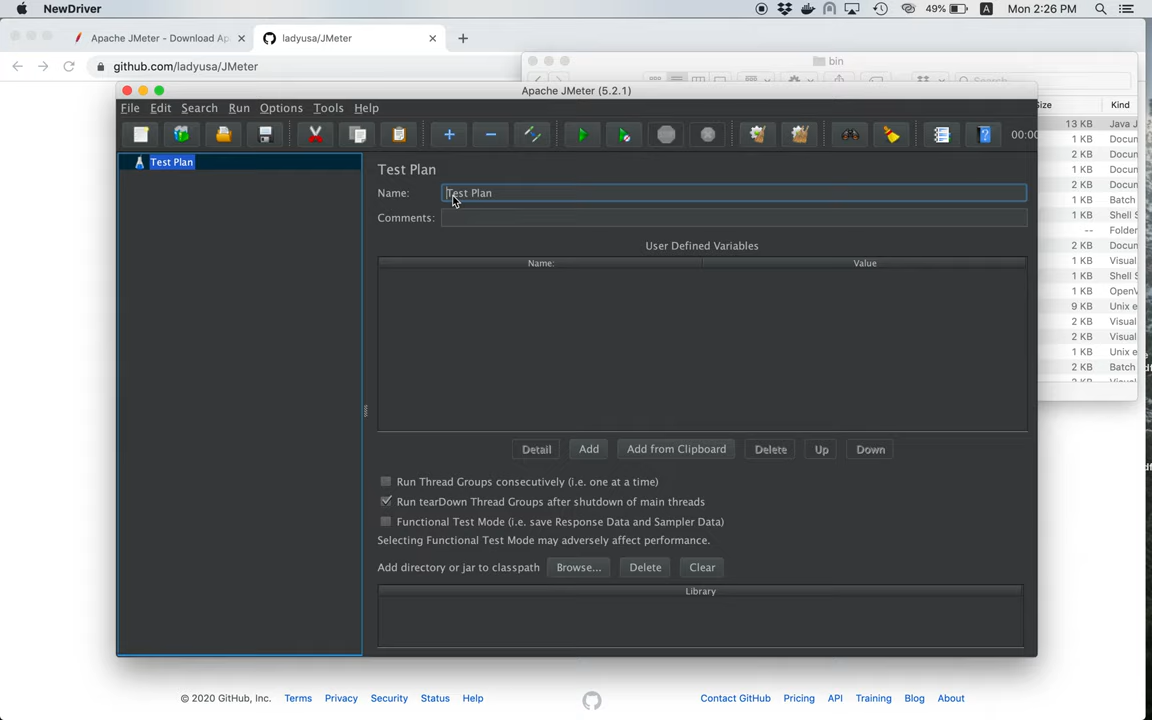 NewDriver
49%
A
Mon 2:26 PM
Apache JMeter - Download Ap
ladyusa/JMeter
github.com/ladyusa/JMeter
bin
Search
Size
Kind
13 KB Java J
1 KB Docum
2 KB Docum
1 KB Docum
2 KB Docum
1 KB Batch
1 KB Shell S
-- Folder
2 KB Docum
1 KB Visual
1 KB Shell S
1 KB OpenV
9 KB Unix e
2 KB Visual
2 KB Visual
1 KB Unix e
2 KB Batch
Apache JMeter (5.2.1)
File Edit Search Run Options Tools Help
00:00
Test Plan
Test Plan
Name: Test Plan
Comments:
User Defined Variables
Name: Value
Detail Add Add from Clipboard Delete Up Down
Run Thread Groups consecutively (i.e. one at a time)
Run tearDown Thread Groups after shutdown of main threads
Functional Test Mode (i.e. save Response Data and Sampler Data)
Selecting Functional Test Mode may adversely affect performance.
Add directory or jar to classpath Browse... Delete Clear
Library
© 2020 GitHub, Inc. Terms Privacy Security Status Help Contact GitHub Pricing API Training Blog About